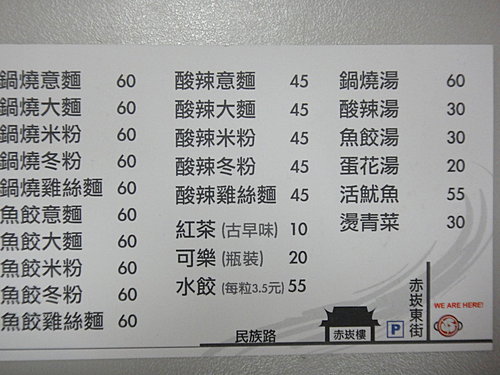 鍋燒意麵 60
鍋燒大麵 60
鍋燒米粉 60
鍋燒冬粉 60
鍋燒雞絲麵 60
魚餃意麵 60
魚餃大麵 60
魚餃米粉 60
魚餃冬粉 60
魚餃雞絲麵 60
酸辣意麵 45
酸辣大麵 45
酸辣米粉 45
酸辣冬粉 45
酸辣雞絲麵 45
紅茶 (古早味) 10
可樂 (瓶裝) 20
水餃 (每粒3.5元) 55
鍋燒湯 60
酸辣湯 30
魚餃湯 30
蛋花湯 20
活魷魚 55
燙青菜 30
民族路
赤崁樓
P
赤崁東街
WE ARE HERE!